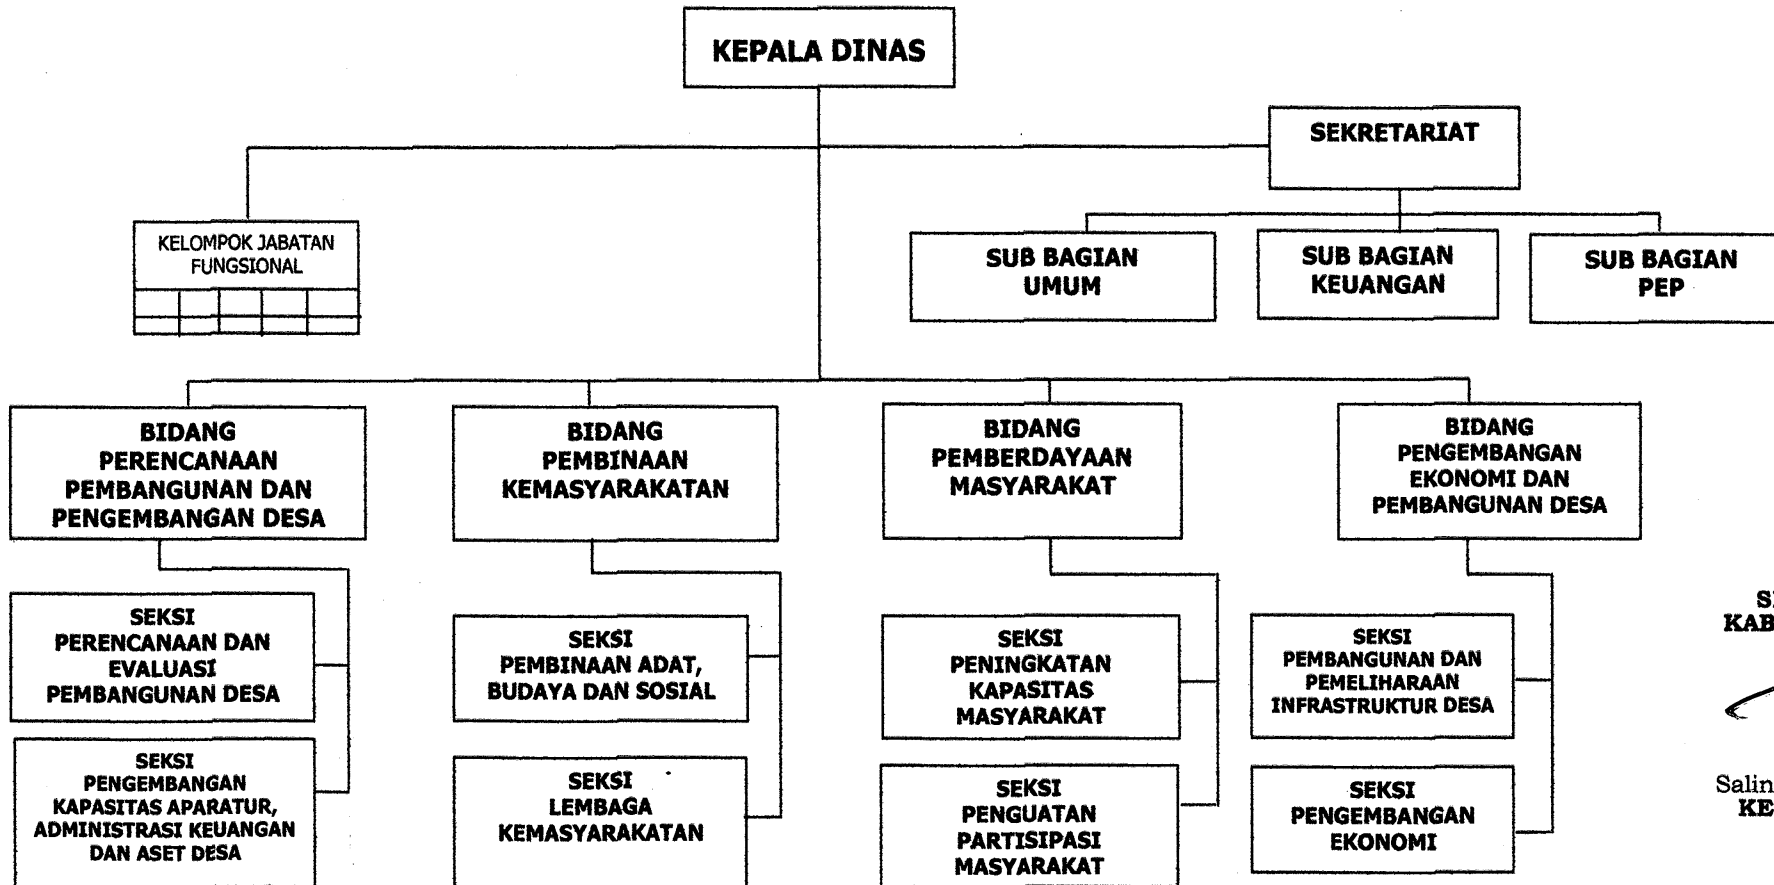 KEPALA DINAS
SEKRETARIAT
KELOMPOK JABATAN
FUNGSIONAL
SUB BAGIAN
UMUM
SUB BAGIAN
KEUANGAN
SUB BAGIAN
PEP
BIDANG
PERENCANAAN
PEMBANGUNAN DAN
PENGEMBANGAN DESA
BIDANG
PEMBINAAN
KEMASYARAKATAN
BIDANG
PEMBERDAYAAN
MASYARAKAT
BIDANG
PENGEMBANGAN
EKONOMI DAN
PEMBANGUNAN DESA
SEKSI
PERENCANAAN DAN
EVALUASI
PEMBANGUNAN DESA
SEKSI
PEMBINAAN ADAT,
BUDAYA DAN SOSIAL
SEKSI
PENINGKATAN
KAPASITAS
MASYARAKAT
SEKSI
PEMBANGUNAN DAN
PEMELIHARAAN
INFRASTRUKTUR DESA
KAB
SEKSI
PENGEMBANGAN
KAPASITAS APARATUR,
ADMINISTRASI KEUANGAN
DAN ASET DESA
SEKSI
LEMBAGA
KEMASYARAKATAN
SEKSI
PENGUATAN
PARTISIPASI
MASYARAKAT
SEKSI
PENGEMBANGAN
EKONOMI
Salin
KE